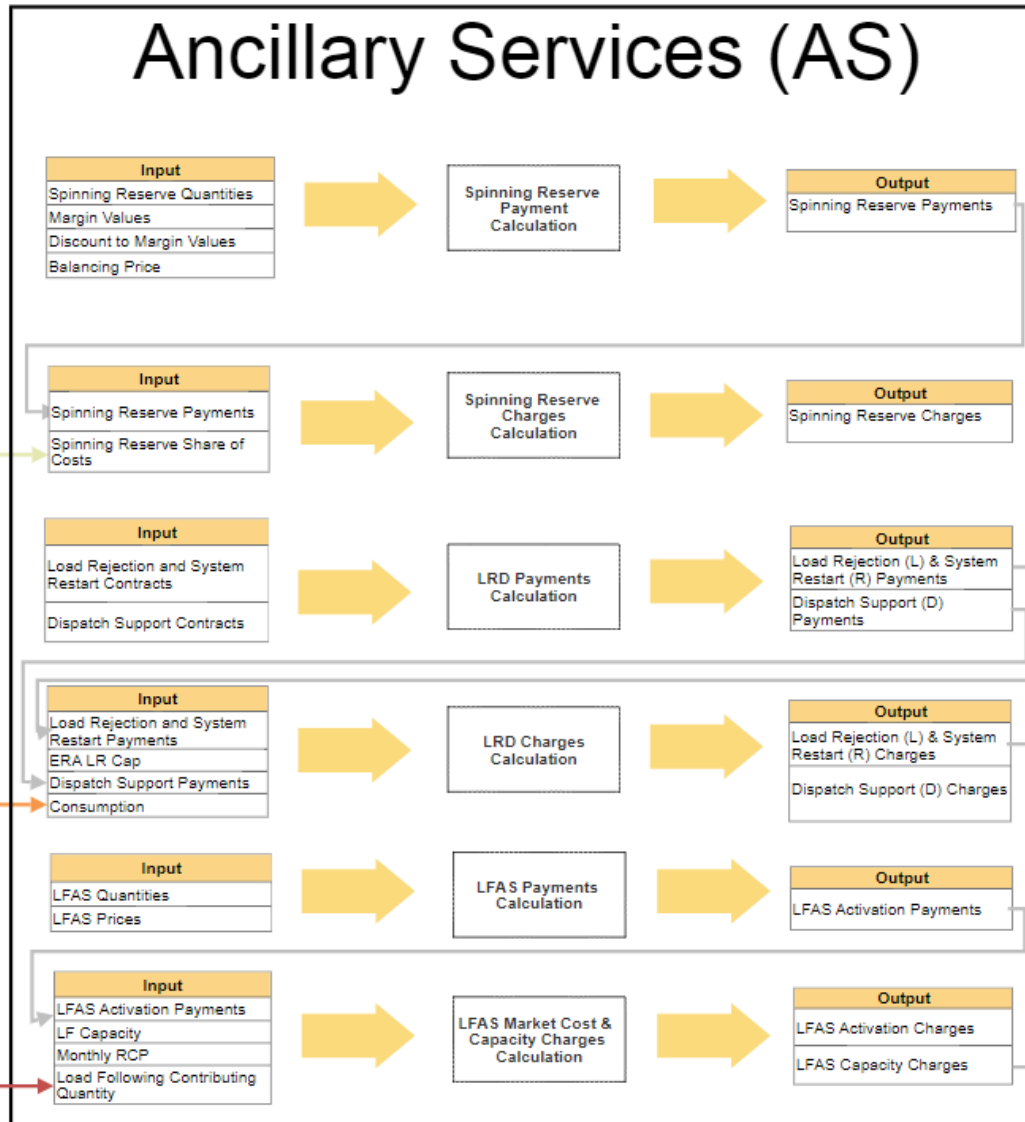 Ancillary Services (AS)
Input
Spinning Reserve Quantities
Margin Values
Discount to Margin Values
Balancing Price
Spinning Reserve
Payment
Calculation
Output
Spinning Reserve Payments
Input
Spinning Reserve Payments
Spinning Reserve Share of
Costs
Spinning Reserve
Charges
Calculation
Output
Spinning Reserve Charges
Input
Load Rejection and System
Restart Contracts
Dispatch Support Contracts
LRD Payments
Calculation
Output
Load Rejection (L) & System
Restart (R) Payments
Dispatch Support (D)
Payments
Input
Load Rejection and System
Restart Payments
ERA LR Cap
Dispatch Support Payments
Consumption
LRD Charges
Calculation
Output
Load Rejection (L) & System
Restart (R) Charges
Dispatch Support (D) Charges
Input
LFAS Quantities
LFAS Prices
LFAS Payments
Calculation
Output
LFAS Activation Payments
Input
LFAS Activation Payments
LF Capacity
Monthly RCP
Load Following Contributing
Quantity
LFAS Market Cost &
Capacity Charges
Calculation
Output
LFAS Activation Charges
LFAS Capacity Charges